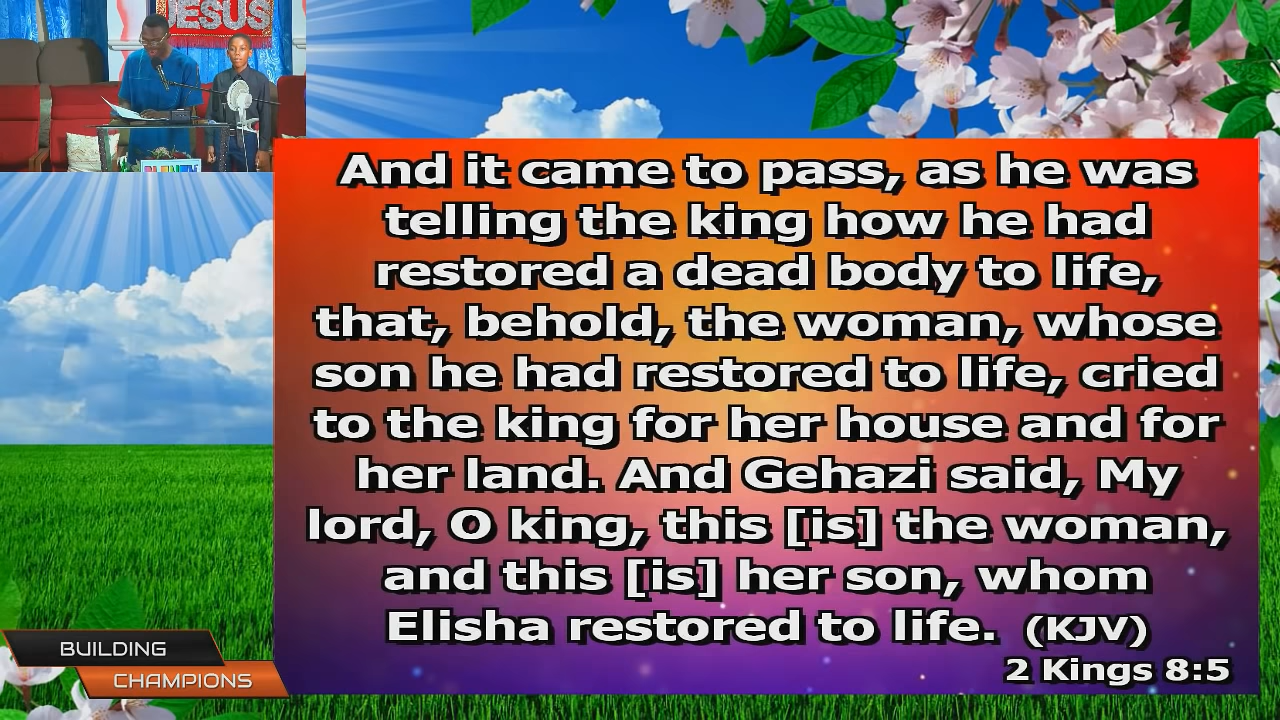 JESUS
And it came to pass, as he was
telling the king how he had
restored a dead body to life,
that, behold, the woman, whose
son he had restored to life, cried
to the king for her house and for
her land. And Gehazi said, My
lord, O king, this [is] the woman,
and this [is] her son, whom
Elisha restored to life. (KJV)
2 Kings 8:5
BUILDING
CHAMPIONS